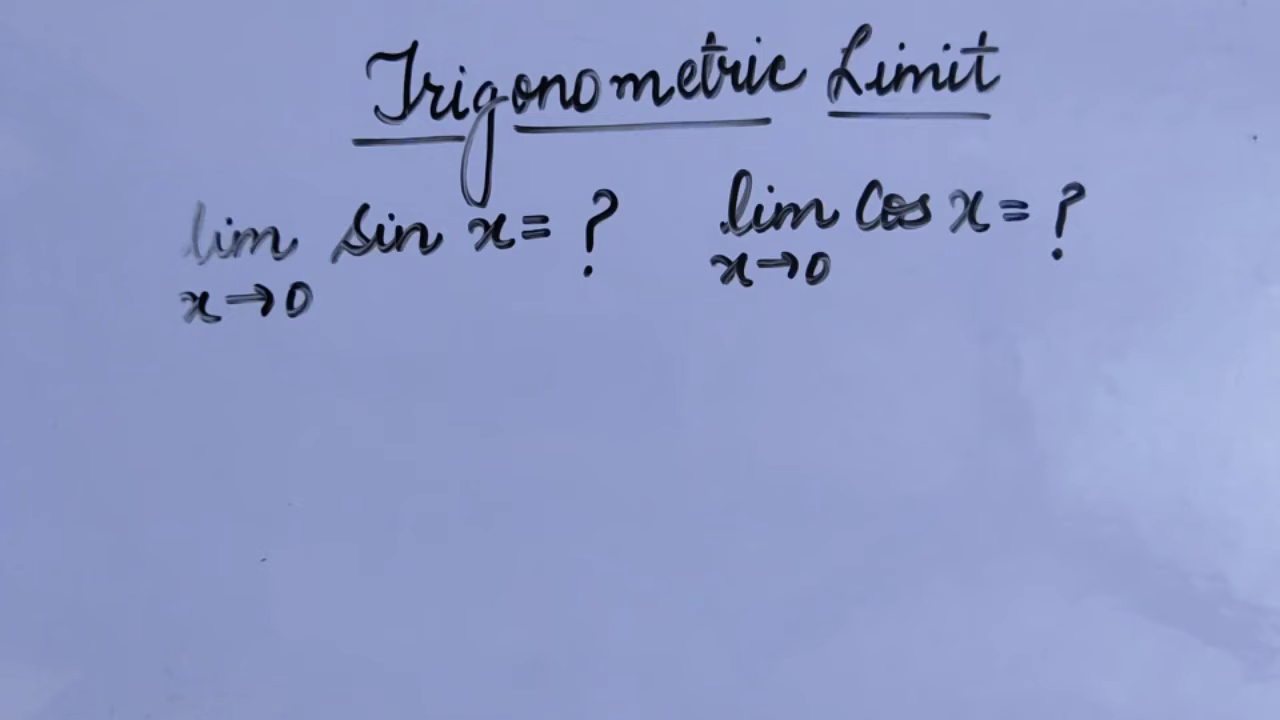 Trigonometric Limit
lim sin x = ?
x→0
lim Cos x = ?
x→0